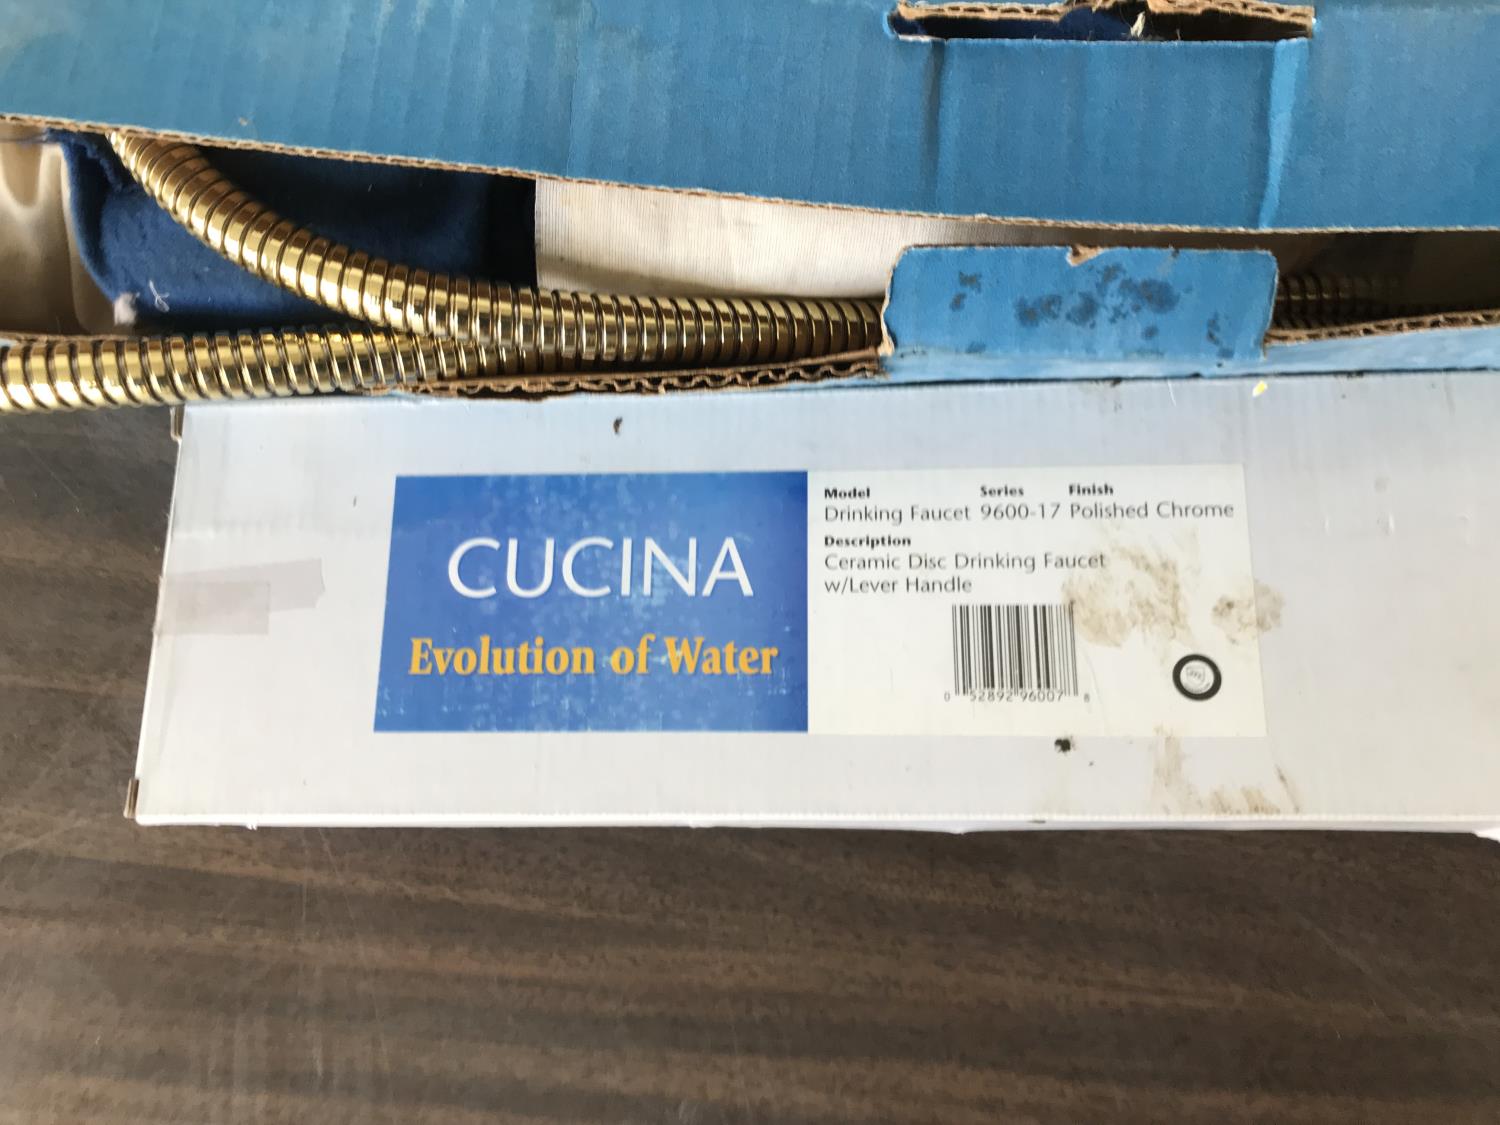 CUCINA
Evolution of Water
Model Series Finish
Drinking Faucet 9600-17 Polished Chrome
Description
Ceramic Disc Drinking Faucet
w/Lever Handle
0 52892 96007 8